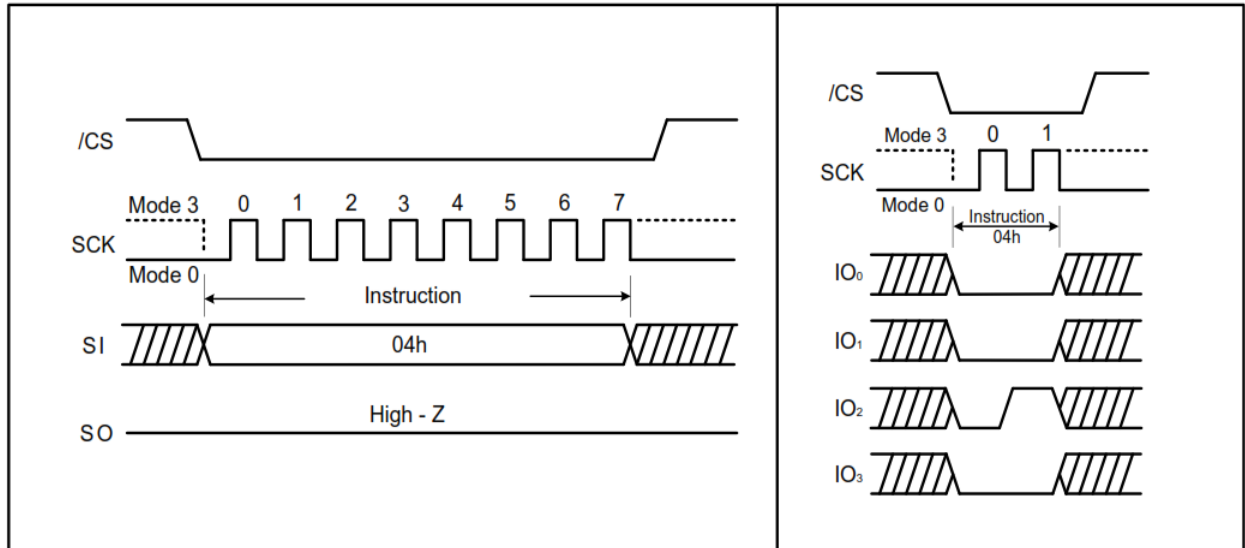 /CS
Mode 3 0 1 2 3 4 5 6 7
SCK
Mode 0
Instruction
SI 04h
High - Z
SO
/CS
Mode 3 0 1
SCK
Mode 0
Instruction
04h
IO₀
IO₁
IO₂
IO₃